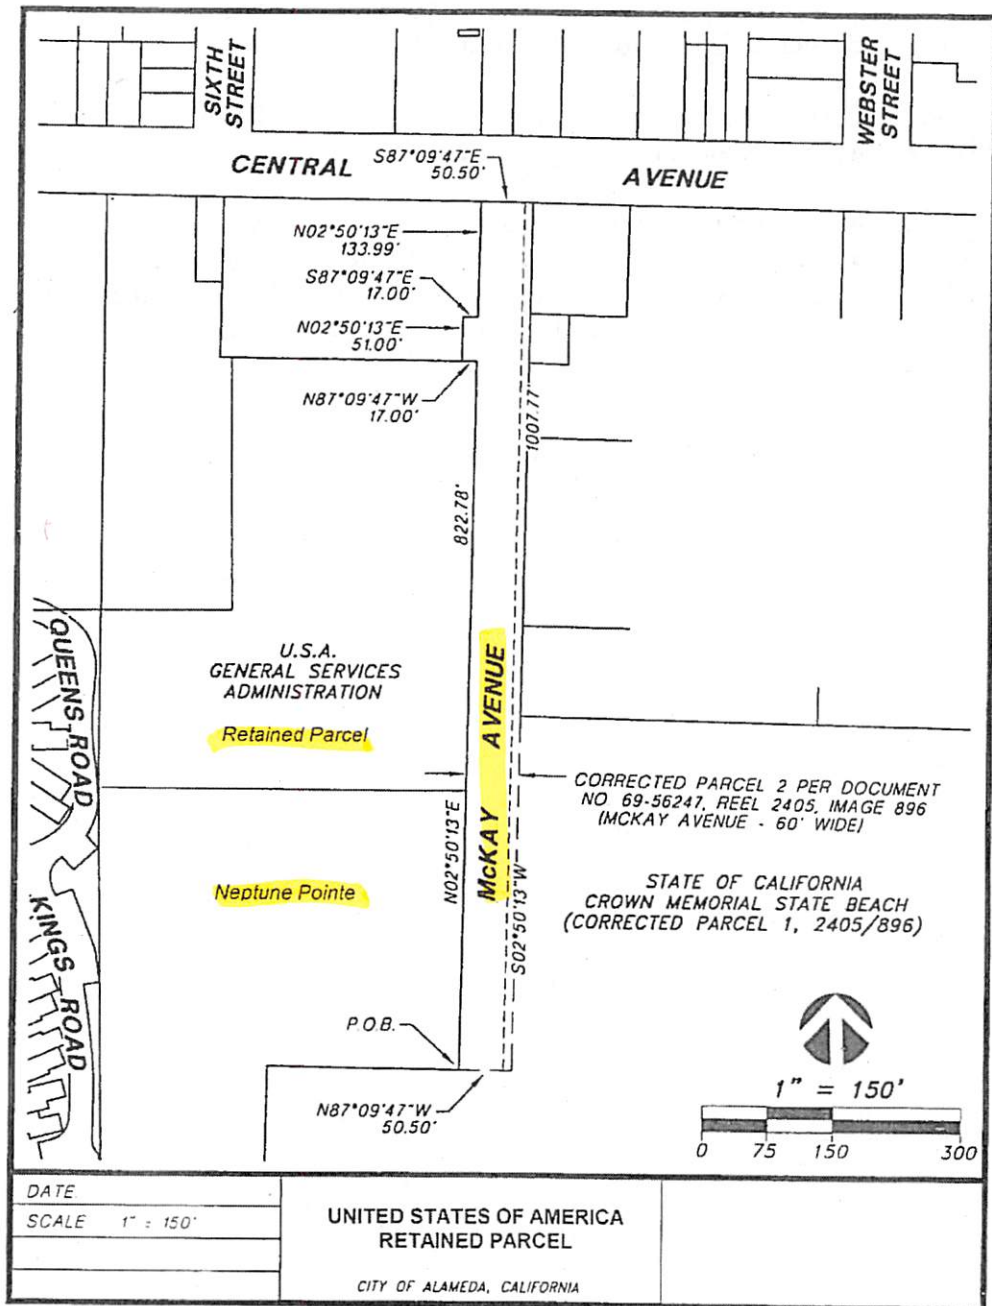 SIXTH
STREET
WEBSTER
STREET
CENTRAL AVENUE
S87°09'47"E
50.50'
N02°50'13"E
133.99'
S87°09'47"E
17.00'
N02°50'13"E
51.00'
N87°09'47"W
17.00'
1007.77
822.78'
QUEENS ROAD
U.S.A.
GENERAL SERVICES
ADMINISTRATION
Retained Parcel
McKAY AVENUE
CORRECTED PARCEL 2 PER DOCUMENT
NO 69-56247, REEL 2405, IMAGE 896
(MCKAY AVENUE - 60' WIDE)
N02°50'13"E
Neptune Pointe
S02°50'13"W
STATE OF CALIFORNIA
CROWN MEMORIAL STATE BEACH
(CORRECTED PARCEL 1, 2405/896)
KINGS ROAD
P.O.B.
N87°09'47"W
50.50'
1" = 150'
0 75 150 300
DATE
SCALE 1" = 150'
UNITED STATES OF AMERICA
RETAINED PARCEL
CITY OF ALAMEDA, CALIFORNIA